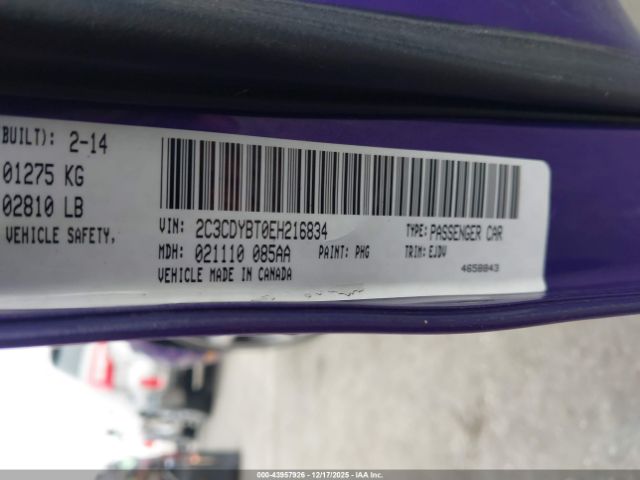 BUILT): 2-14
01275 KG
02810 LB
VEHICLE SAFETY,
VIN: 2C3CDYBT0EH216834 TYPE: PASSENGER CAR
MDH: 021110 085AA PAINT: PHG TRIM: EJDV
VEHICLE MADE IN CANADA 4658843
00-43957926 - 12/17/2025 - IAA Inc.